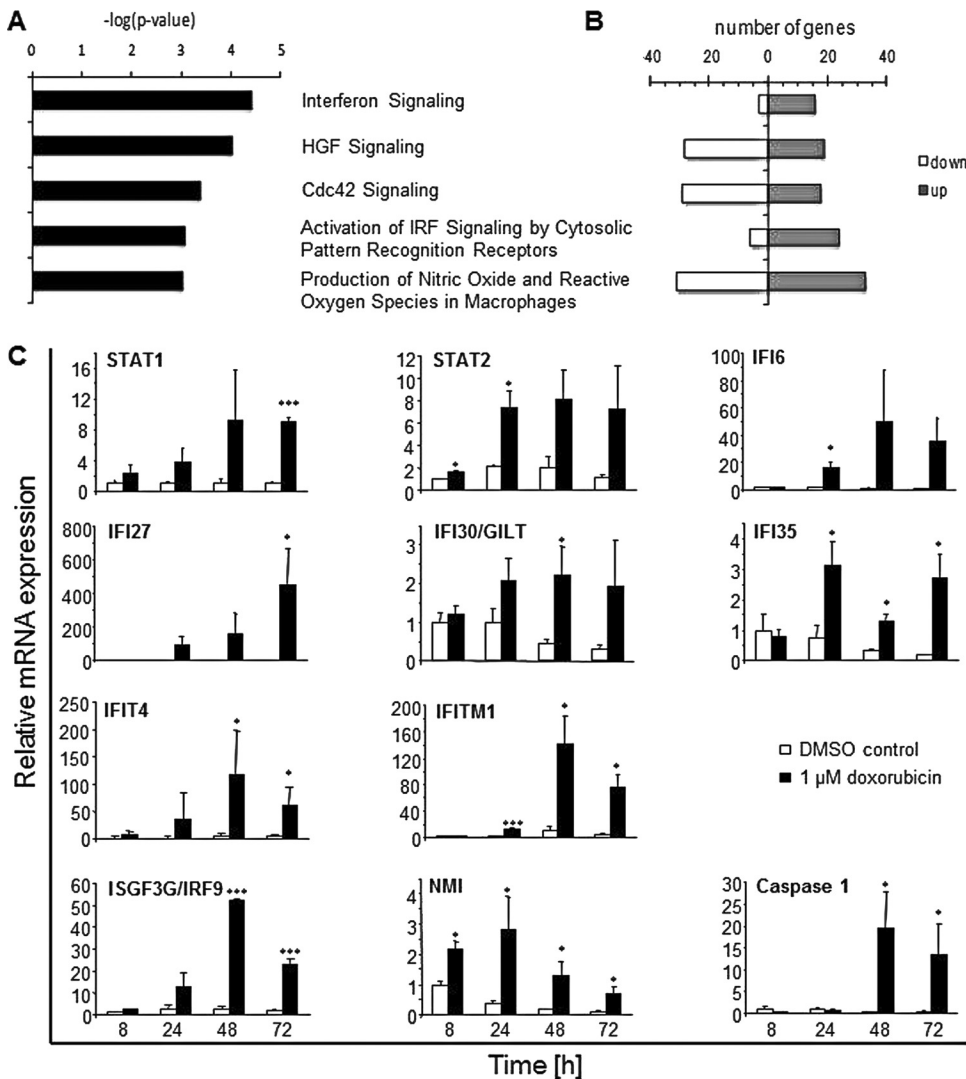 A
-log(p-value)
0 1 2 3 4 5
Interferon Signaling
HGF Signaling
Cdc42 Signaling
Activation of IRF Signaling by Cytosolic
Pattern Recognition Receptors
Production of Nitric Oxide and Reactive
Oxygen Species in Macrophages
B
number of genes
-40 -20 0 20 40
down
up
C
Relative mRNA expression
STAT1
16
12
8
4
0
***
STAT2
12
10
8
6
4
2
0
*
*
IFI6
100
80
60
40
20
0
*
IFI27
800
600
400
200
0
*
IFI30/GILT
3
2
1
0
*
IFI35
4
3
2
1
0
*
*
*
IFIT4
250
200
150
100
50
0
*
*
IFITM1
200
160
120
80
40
0
***
*
*
DMSO control
1 µM doxorubicin
ISGF3G/IRF9
60
50
40
30
20
10
0
***
***
8 24 48 72
NMI
5
4
3
2
1
0
*
*
*
*
8 24 48 72
Caspase 1
30
25
20
15
10
5
0
*
*
8 24 48 72
Time [h]